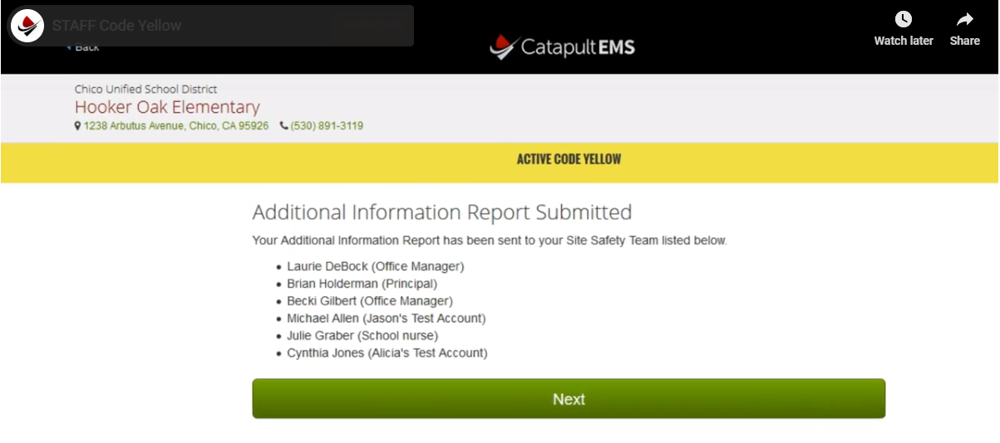 STAFF Code Yellow
Back
CatapultEMS
Watch later
Share
Chico Unified School District
Hooker Oak Elementary
1238 Arbutus Avenue, Chico, CA 95926 (530) 891-3119
ACTIVE CODE YELLOW
Additional Information Report Submitted
Your Additional Information Report has been sent to your Site Safety Team listed below.
• Laurie DeBock (Office Manager)
• Brian Holderman (Principal)
• Becki Gilbert (Office Manager)
• Michael Allen (Jason's Test Account)
• Julie Graber (School nurse)
• Cynthia Jones (Alicia's Test Account)
Next